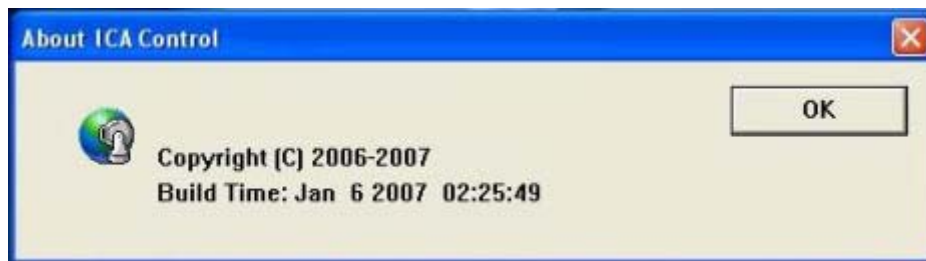 About ICA Control
OK
Copyright (C) 2006-2007
Build Time: Jan  6 2007  02:25:49